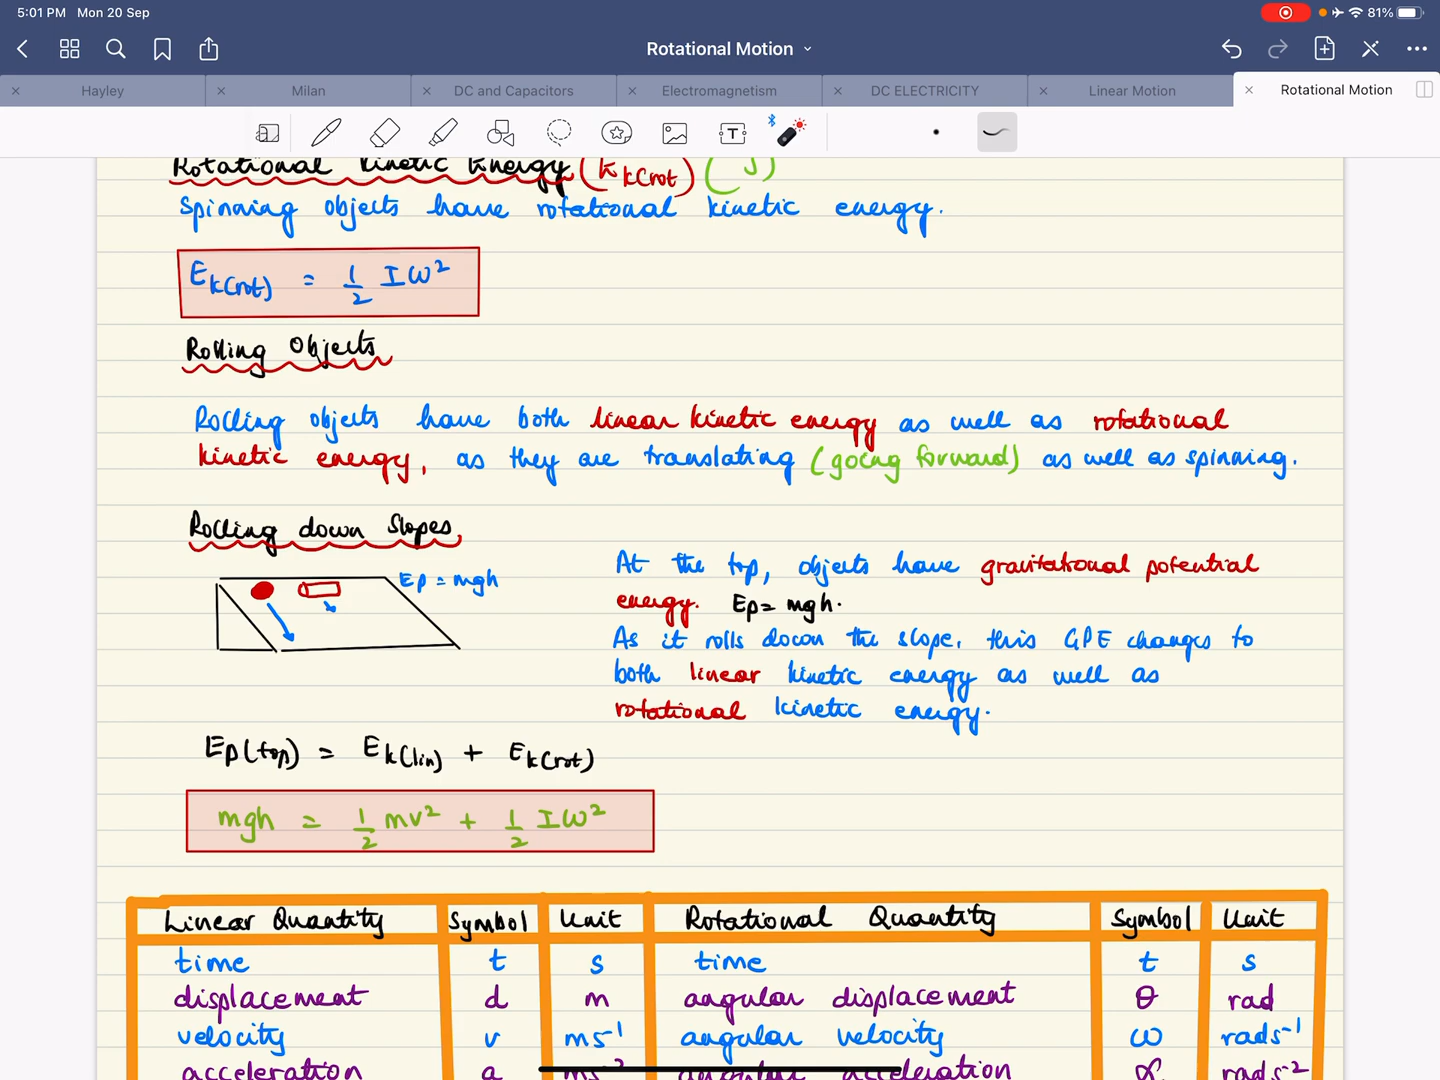 5:01 PM Mon 20 Sep
81%
Rotational Motion
Hayley
Milan
DC and Capacitors
Electromagnetism
DC ELECTRICITY
Linear Motion
Rotational Motion
Rotational Kinetic Energy (Ek(rot)) (J)
Spinning objects have rotational kinetic energy.
Ek(rot) = 1/2 Iω²
Rolling Objects
Rolling objects have both linear kinetic energy as well as rotational
kinetic energy, as they are translating (going forward) as well as spinning.
Rolling down Slopes
Ep = mgh
At the top, objects have gravitational potential
energy. Ep = mgh.
As it rolls down the slope, this GPE changes to
both linear kinetic energy as well as
rotational kinetic energy.
Ep(top) = Ek(lin) + Ek(rot)
mgh = 1/2 mv² + 1/2 Iω²
Linear Quantity Symbol Unit Rotational Quantity Symbol Unit
time t s time t s
displacement d m angular displacement θ rad
velocity v ms⁻¹ angular velocity ω rads⁻¹
acceleration a ms⁻² angular acceleration α rads⁻²